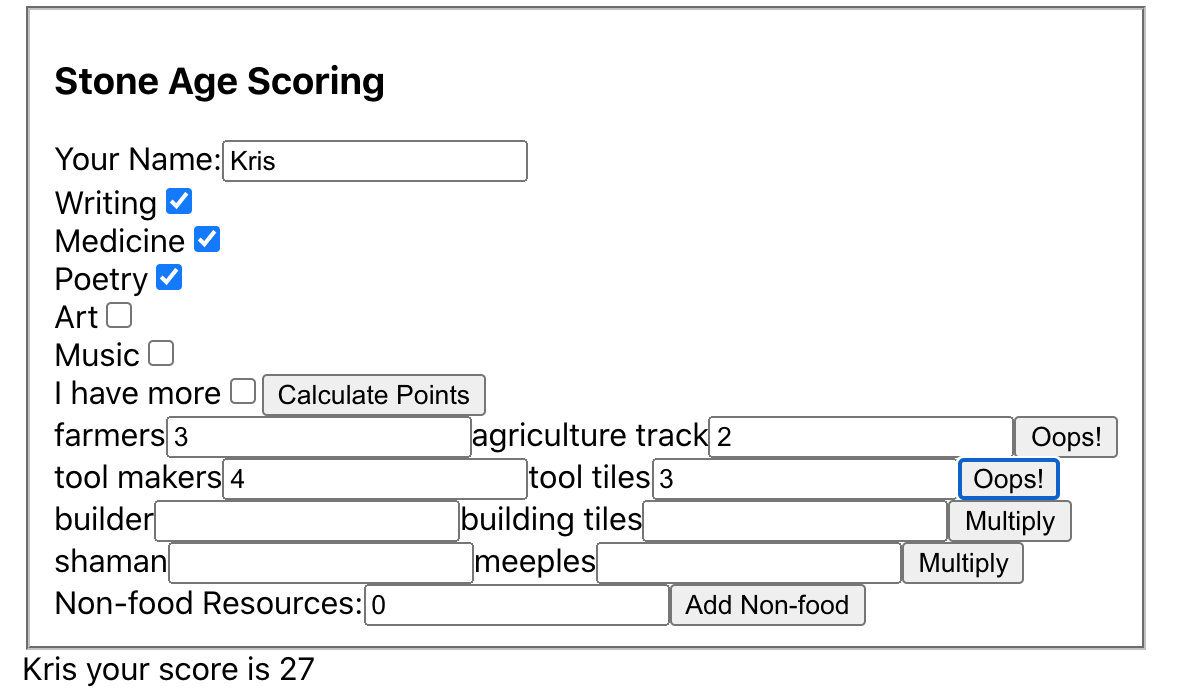 Stone Age Scoring
Your Name: Kris
Writing
Medicine
Poetry
Art
Music
I have more Calculate Points
farmers 3 agriculture track 2 Oops!
tool makers 4 tool tiles 3 Oops!
builder building tiles Multiply
shaman meeples Multiply
Non-food Resources: 0 Add Non-food
Kris your score is 27